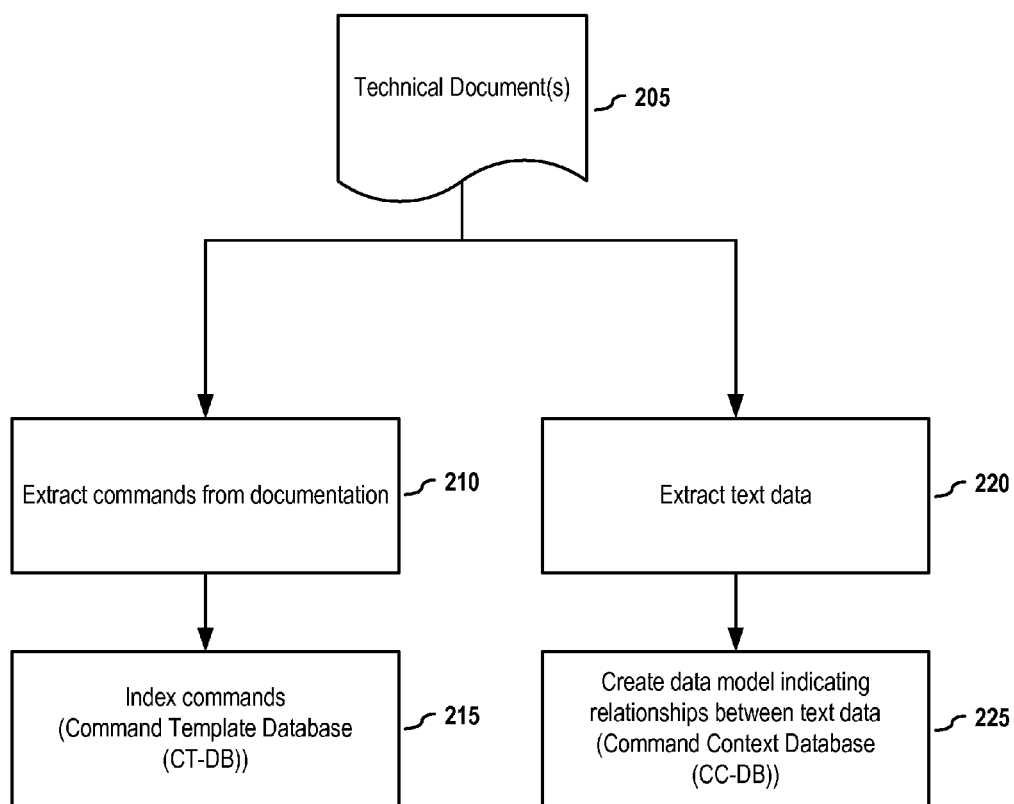 Technical Document(s)
205
Extract commands from documentation
210
Extract text data
220
Index commands
(Command Template Database
(CT-DB))
215
Create data model indicating
relationships between text data
(Command Context Database
(CC-DB))
225